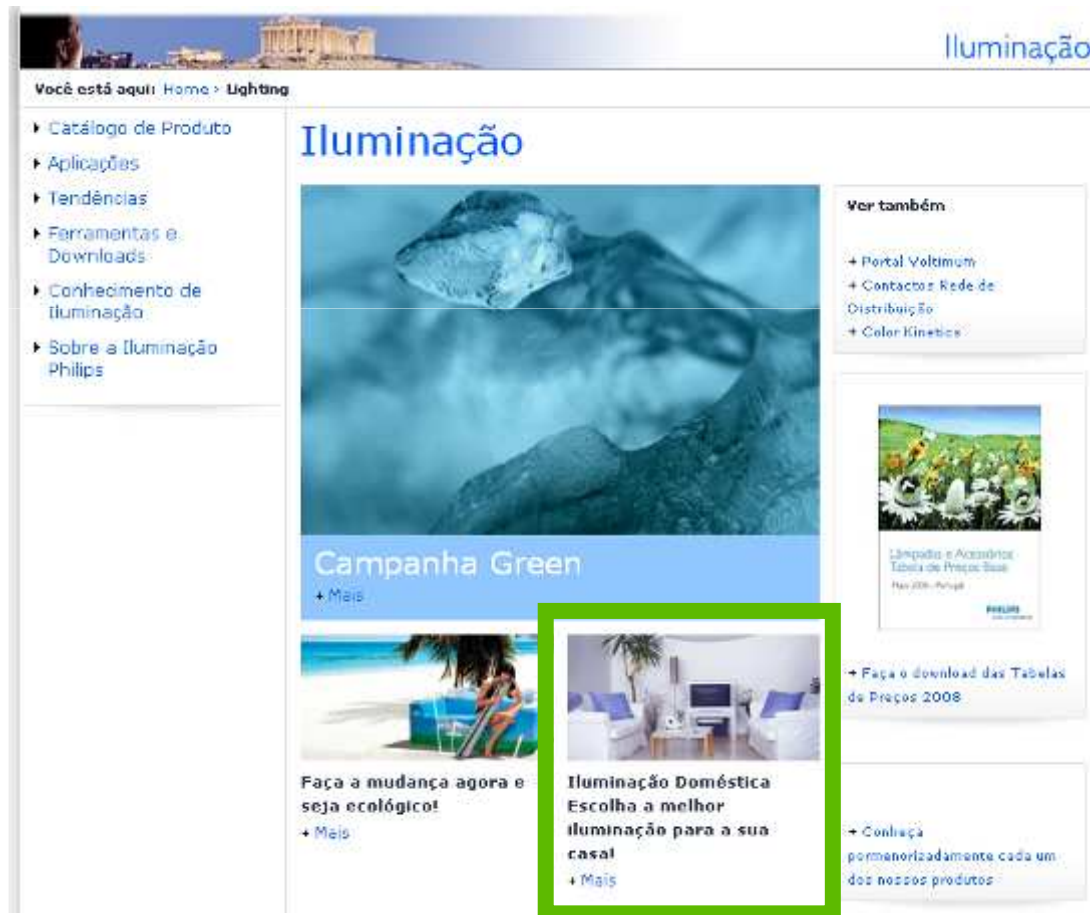 Iluminação
Você está aqui: Home > Lighting
Catálogo de Produto
Aplicações
Tendências
Ferramentas e
Downloads
Conhecimento de
Iluminação
Sobre a Iluminação
Philips
Iluminação
Campanha Green
+ Mais
Faça a mudança agora e
seja ecológico!
+ Mais
Iluminação Doméstica
Escolha a melhor
iluminação para a sua
casa!
+ Mais
Ver também
+ Portal Voltimum
+ Contactos Rede de
Distribuição
+ Color Kinetics
Lâmpadas e Acessórios
Tabela de Preços Base
Maio 2008 - Portugal
PHILIPS
+ Faça o download das Tabelas
de Preços 2008
+ Conheça
pormenorizadamente cada um
dos nossos produtos